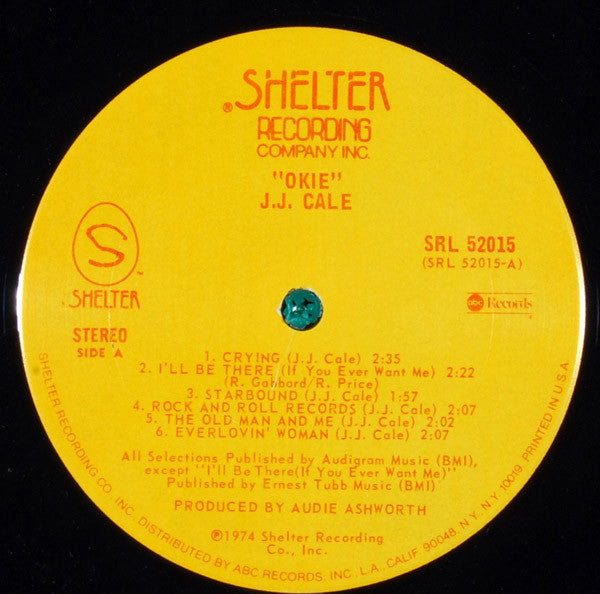 ®SHELTER
RECORDING
COMPANY INC.
"OKIE"
J.J. CALE
S
™
SHELTER
STEREO
SIDE A
SRL 52015
(SRL 52015-A)
abc Records
1. CRYING (J.J. Cale) 2:35
2. I'LL BE THERE (If You Ever Want Me) 2:22
(R. Gabbard/R. Price)
3. STARBOUND (J.J. Cale) 1:57
4. ROCK AND ROLL RECORDS (J.J. Cale) 2:07
5. THE OLD MAN AND ME (J.J. Cale) 2:02
6. EVERLOVIN' WOMAN (J.J. Cale) 2:07
All Selections Published by Audigram Music (BMI),
except "I'll Be There(If You Ever Want Me)"
Published by Ernest Tubb Music (BMI)
PRODUCED BY AUDIE ASHWORTH
℗1974 Shelter Recording
Co., Inc.
SHELTER RECORDING CO. INC. DISTRIBUTED BY ABC RECORDS, INC., L.A., CALIF. 90048, N.Y., N.Y. 10019 PRINTED IN U.S.A.